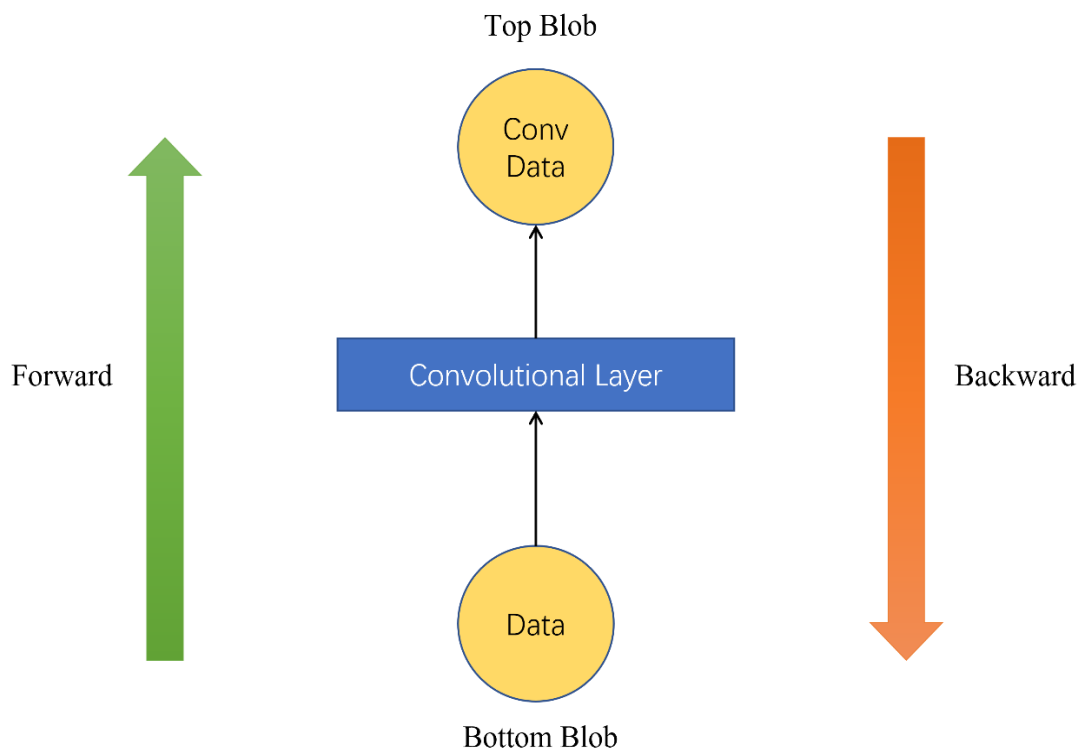 Top Blob
Conv
Data
Forward
Convolutional Layer
Backward
Data
Bottom Blob